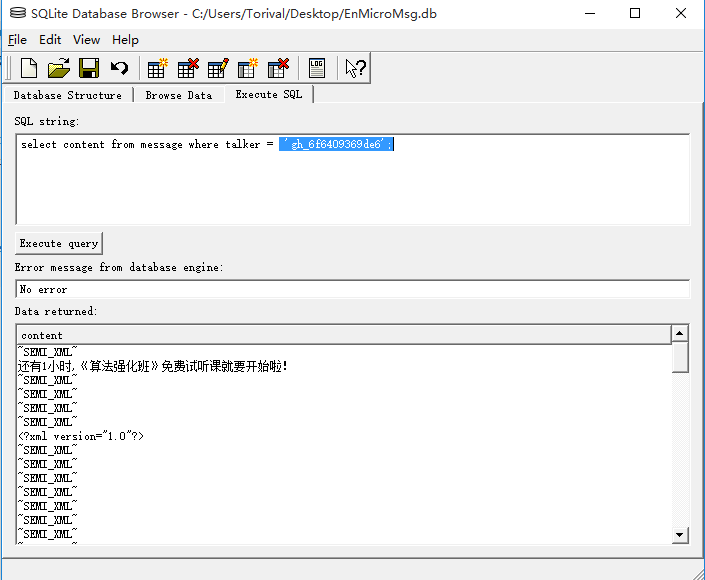 SQLite Database Browser - C:/Users/Torival/Desktop/EnMicroMsg.db
File Edit View Help
LOG
Database Structure Browse Data Execute SQL
SQL string:
select content from message where talker = 'gh_6f6409369de6';
Execute query
Error message from database engine:
No error
Data returned:
content
~SEMI_XML~
还有1小时,《算法强化班》免费试听课就要开始啦!
~SEMI_XML~
~SEMI_XML~
~SEMI_XML~
~SEMI_XML~
<?xml version="1.0"?>
~SEMI_XML~
~SEMI_XML~
~SEMI_XML~
~SEMI_XML~
~SEMI_XML~
~SEMI_XML~
~SEMI_XML~